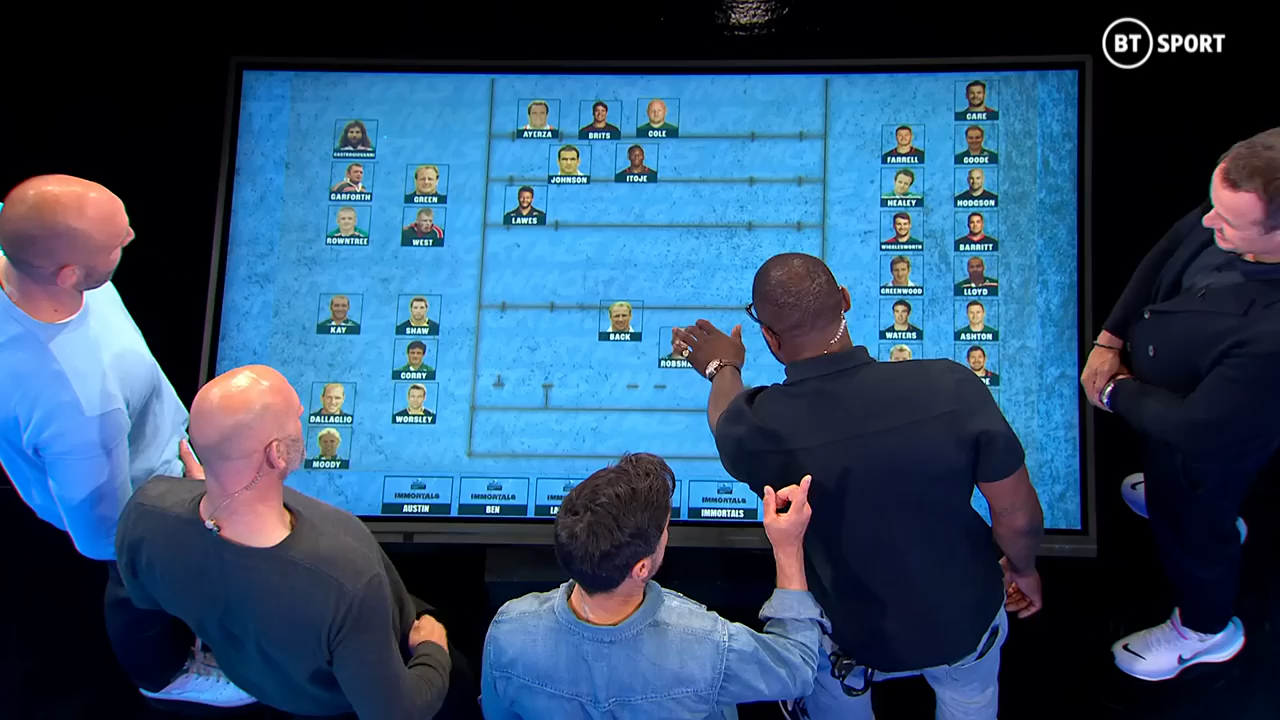 BT SPORT
CASTROGIOVANNI
GARFORTH
GREEN
ROWNTREE
WEST
KAY
SHAW
CORRY
DALLAGLIO
WORSLEY
MOODY
AYERZA
BRITS
COLE
JOHNSON
ITOJE
LAWES
BACK
CARE
FARRELL
GOODE
HEALEY
HODGSON
WIGGLESWORTH
BARRITT
GREENWOOD
LLOYD
WATERS
ASHTON
IMMORTALS
AUSTIN
IMMORTALS
BEN
IMMORTALS
IMMORTALS